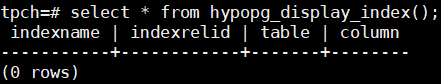 tpch=# select * from hypopg_display_index();
 indexname | indexrelid | table | column
-----------+------------+-------+--------
(0 rows)